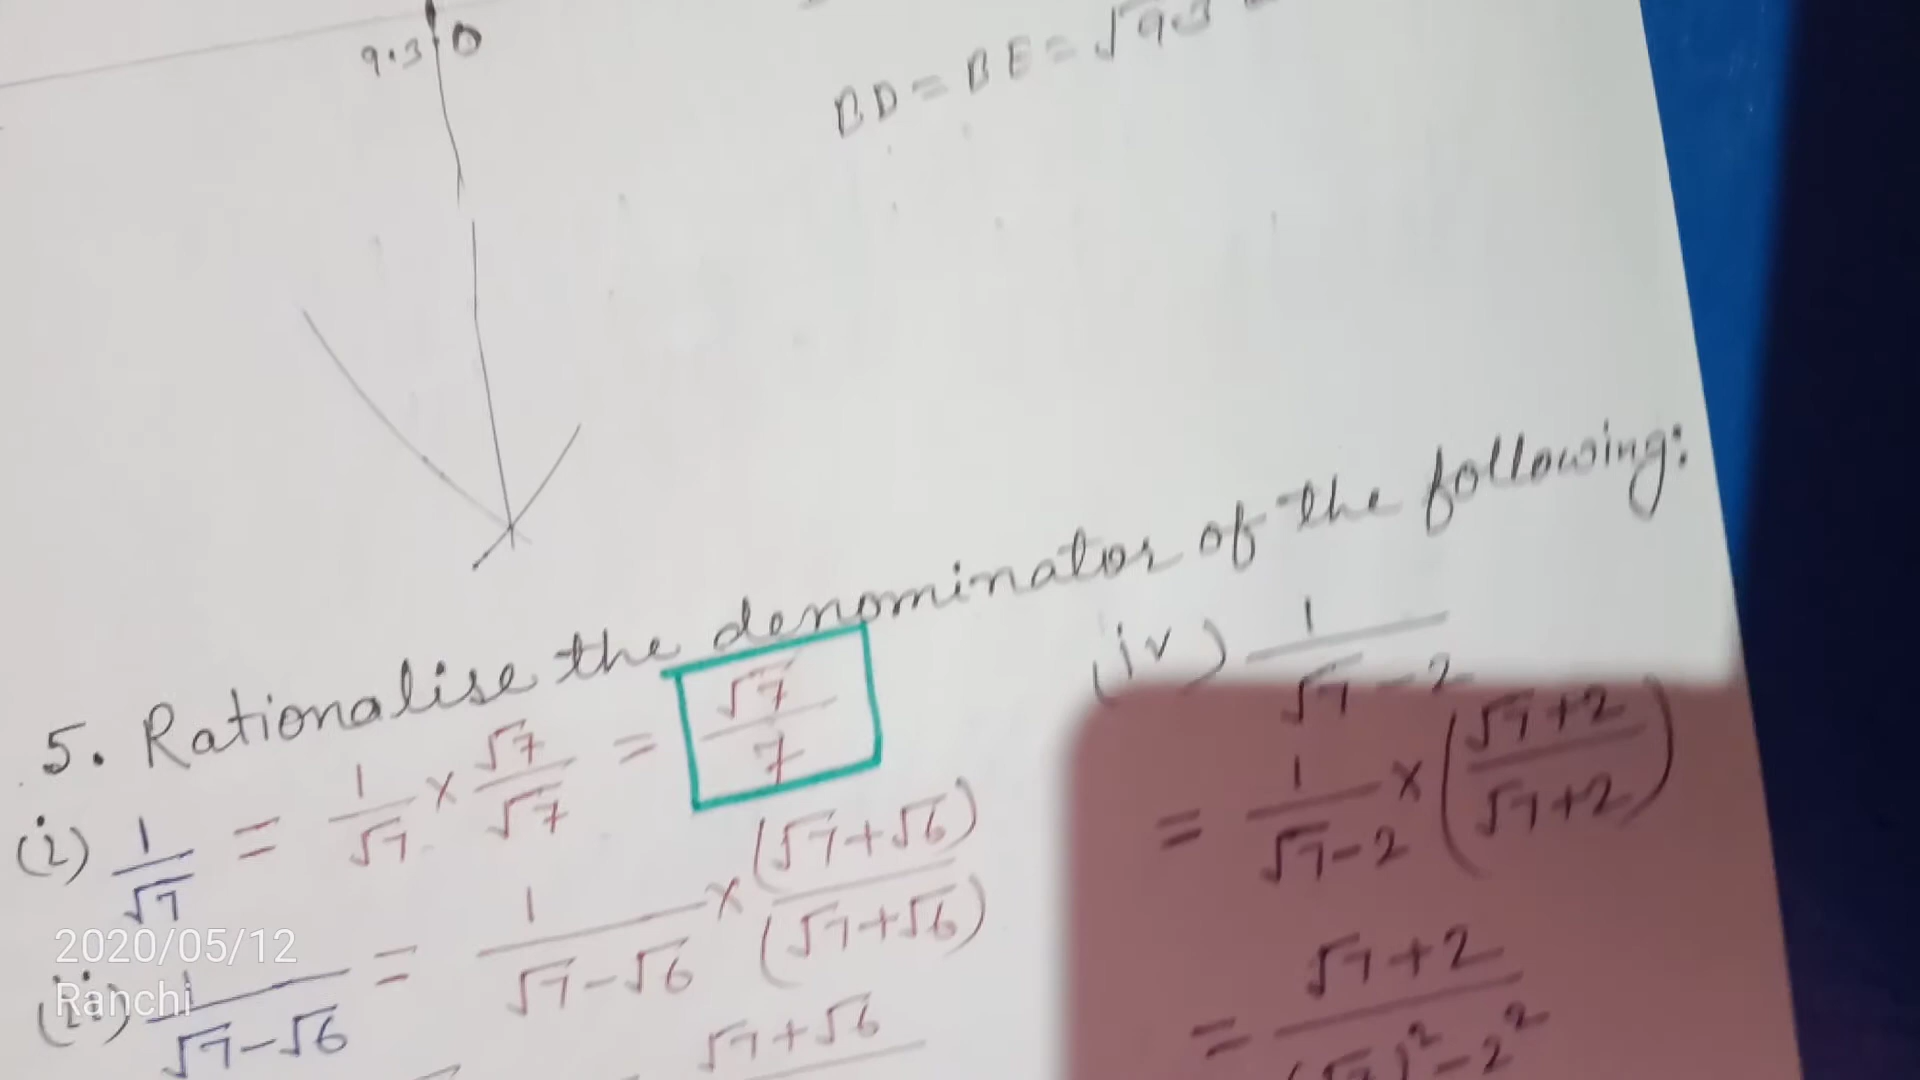 9.3 D
BD = BE = √9.3
5. Rationalise the denominator of the following:
(i) 1/√7 = 1/√7 × √7/√7 = √7/7
(ii) 1/(√7-√6) = 1/(√7-√6) × (√7+√6)/(√7+√6)
√7+√6
(iv) 1/(√7-2)
= 1/(√7-2) × (√7+2)/(√7+2)
= √7+2/(√7)²-2²
2020/05/12
Ranchi